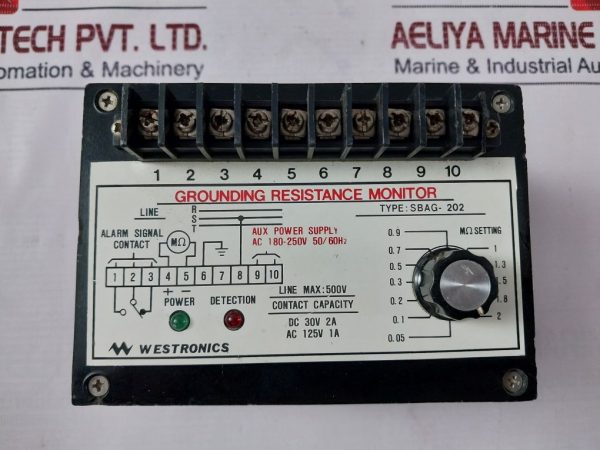 TECH PVT. LTD.
AELIYA MARINE
Marine & Industrial Au
1 2 3 4 5 6 7 8 9 10
GROUNDING RESISTANCE MONITOR
TYPE: SBAG- 202
LINE
R
S
T
ALARM SIGNAL
CONTACT
MΩ
AUX POWER SUPPLY
AC 180-250V 50/60Hz
1 2 3 4 5 6 7 8 9 10
+ −
POWER
DETECTION
LINE MAX:500V
CONTACT CAPACITY
DC 30V 2A
AC 125V 1A
MΩ SETTING
0.9
0.7
0.5
0.3
0.2
0.1
0.05
1
1.3
1.8
2
WESTRONICS